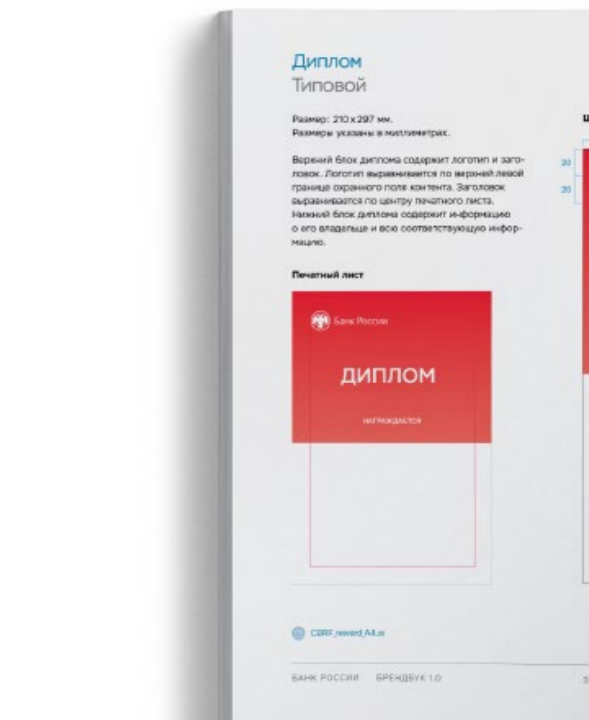 Диплом
Типовой
Размер: 210 x 297 мм.
Размеры указаны в миллиметрах.
Верхний блок диплома содержит логотип и заго-
ловок. Логотип выравнивается по верхней левой
границе охранного поля контента. Заголовок
выравнивается по центру печатного листа.
Нижний блок диплома содержит информацию
о его владельце и всю соответствующую инфор-
мацию.
Печатный лист
Банк России
ДИПЛОМ
НАГРАЖДАЕТСЯ
20
20
CBRF_reward_A4.ai
БАНК РОССИИ БРЕНДБУК 1.0